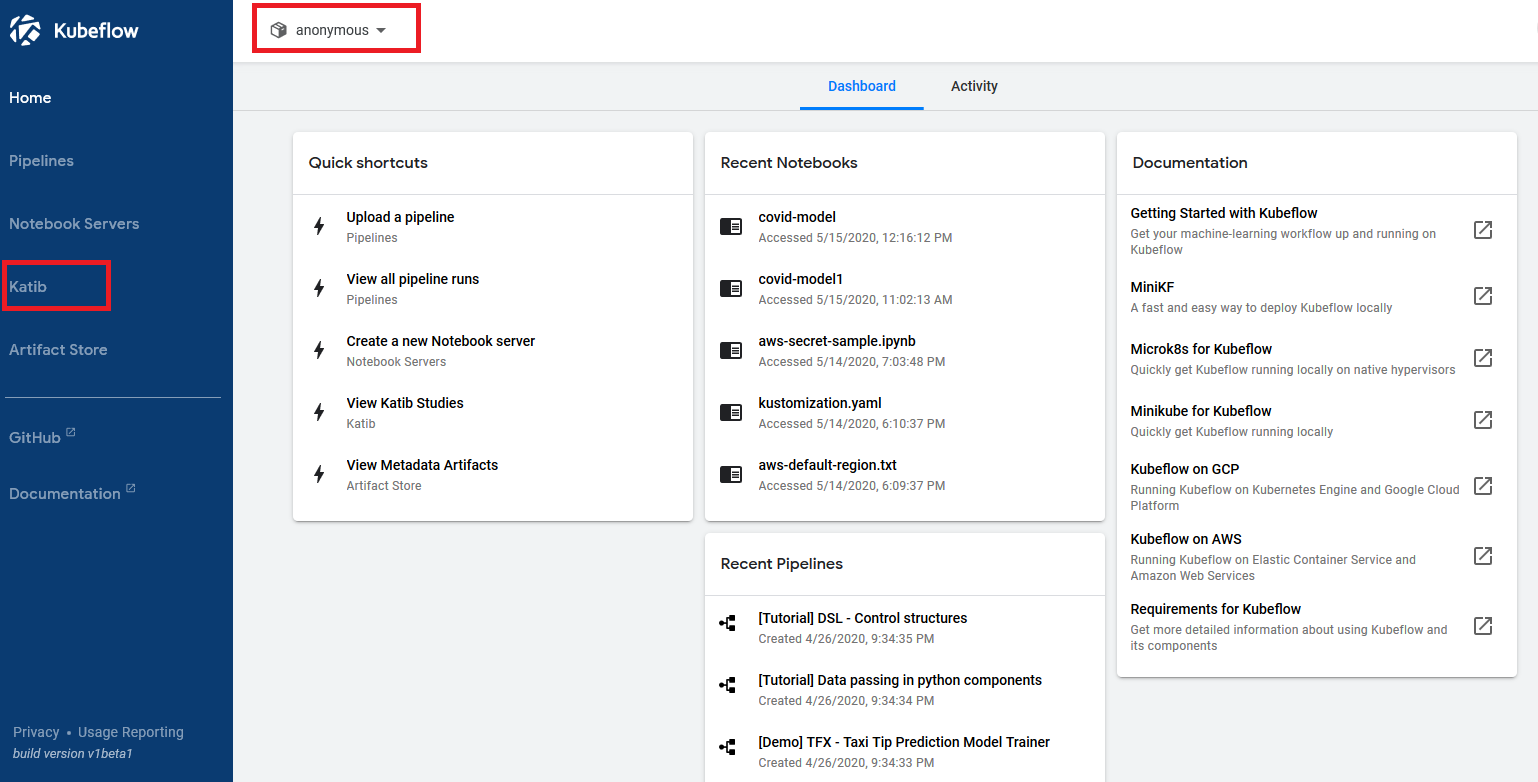 Kubeflow
anonymous
Home
Pipelines
Notebook Servers
Katib
Artifact Store
GitHub
Documentation
Privacy • Usage Reporting
build version v1beta1
Dashboard
Activity
Quick shortcuts
Upload a pipeline
Pipelines
View all pipeline runs
Pipelines
Create a new Notebook server
Notebook Servers
View Katib Studies
Katib
View Metadata Artifacts
Artifact Store
Recent Notebooks
covid-model
Accessed 5/15/2020, 12:16:12 PM
covid-model1
Accessed 5/15/2020, 11:02:13 AM
aws-secret-sample.ipynb
Accessed 5/14/2020, 7:03:48 PM
kustomization.yaml
Accessed 5/14/2020, 6:10:37 PM
aws-default-region.txt
Accessed 5/14/2020, 6:09:37 PM
Recent Pipelines
[Tutorial] DSL - Control structures
Created 4/26/2020, 9:34:35 PM
[Tutorial] Data passing in python components
Created 4/26/2020, 9:34:34 PM
[Demo] TFX - Taxi Tip Prediction Model Trainer
Created 4/26/2020, 9:34:33 PM
Documentation
Getting Started with Kubeflow
Get your machine-learning workflow up and running on
Kubeflow
MiniKF
A fast and easy way to deploy Kubeflow locally
Microk8s for Kubeflow
Quickly get Kubeflow running locally on native hypervisors
Minikube for Kubeflow
Quickly get Kubeflow running locally
Kubeflow on GCP
Running Kubeflow on Kubernetes Engine and Google Cloud
Platform
Kubeflow on AWS
Running Kubeflow on Elastic Container Service and
Amazon Web Services
Requirements for Kubeflow
Get more detailed information about using Kubeflow and
its components